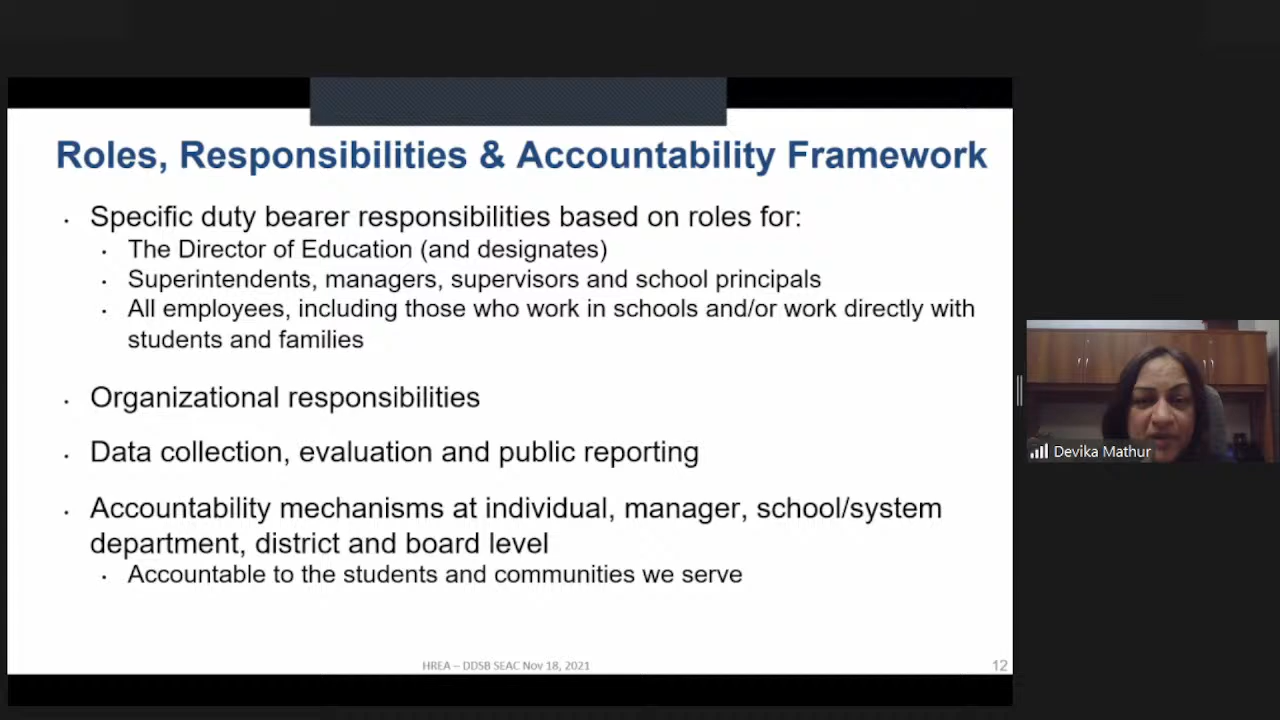 Roles, Responsibilities & Accountability Framework
· Specific duty bearer responsibilities based on roles for:
· The Director of Education (and designates)
· Superintendents, managers, supervisors and school principals
· All employees, including those who work in schools and/or work directly with
students and families
· Organizational responsibilities
· Data collection, evaluation and public reporting
· Accountability mechanisms at individual, manager, school/system
department, district and board level
· Accountable to the students and communities we serve
HREA – DDSB SEAC Nov 18, 2021
12
Devika Mathur